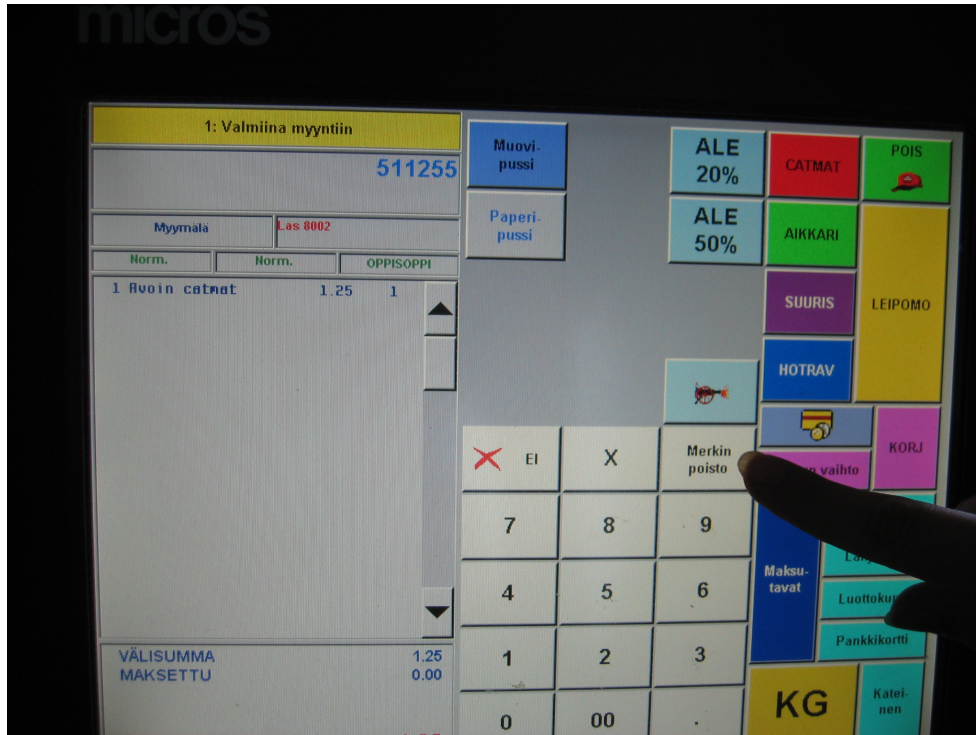 micros
1: Valmiina myyntiin
511255
Myymälä
Las 8002
Norm. Norm. OPPISOPPI
1 Avoin catmat 1.25 1
VÄLISUMMA 1.25
MAKSETTU 0.00
Muovi-
pussi
Paperi-
pussi
ALE
20%
ALE
50%
CATMAT
POIS
AIKKARI
SUURIS
LEIPOMO
HOTRAV
KORJ
vaihto
EI
X
Merkin
poisto
7 8 9
4 5 6
1 2 3
0 00 .
Maksu-
tavat
Pankkikortti
KG
Katei-
nen